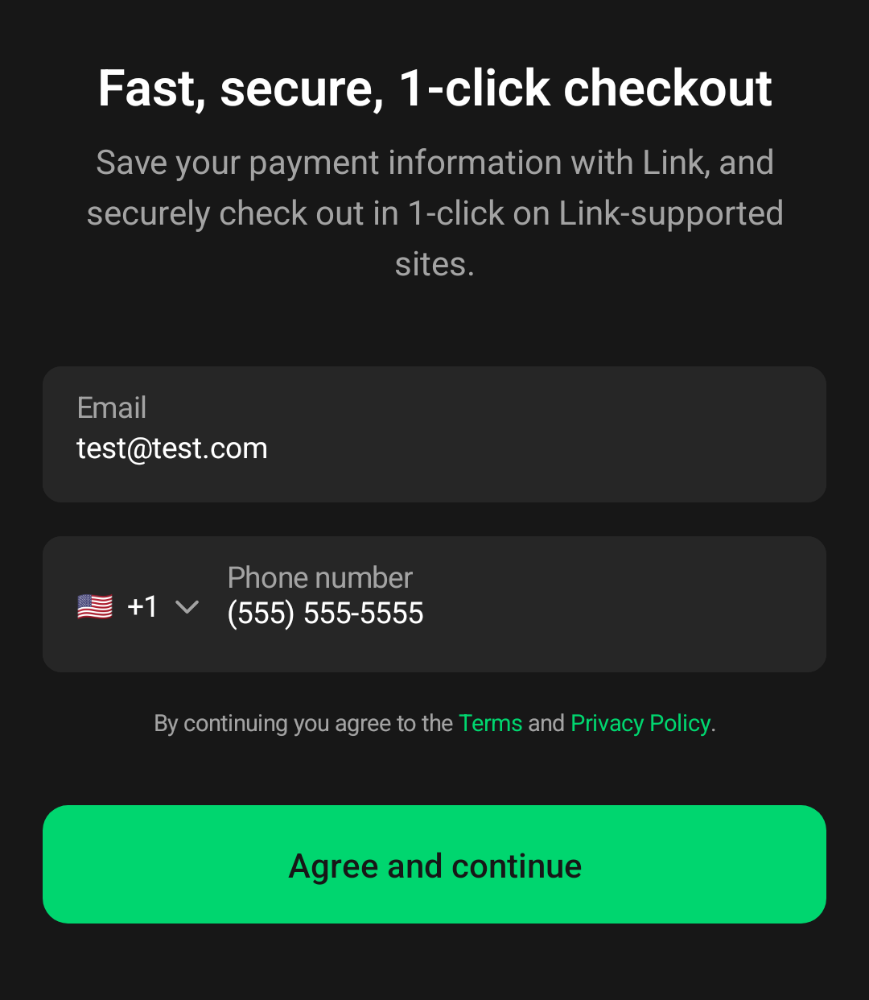 Fast, secure, 1-click checkout
Save your payment information with Link, and
securely check out in 1-click on Link-supported
sites.
Email
test@test.com
Phone number
+1
(555) 555-5555
By continuing you agree to the Terms and Privacy Policy.
Agree and continue